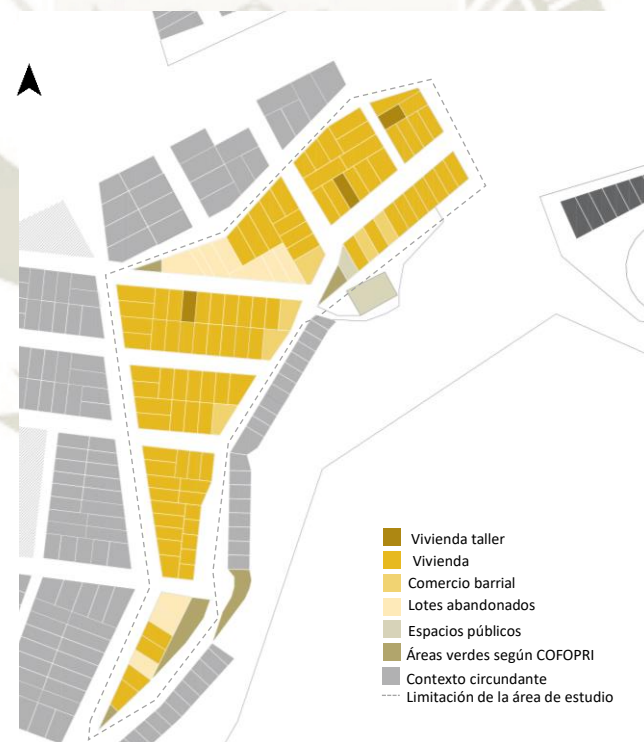 Vivienda taller
Vivienda
Comercio barrial
Lotes abandonados
Espacios públicos
Áreas verdes según COFOPRI
Contexto circundante
Limitación de la área de estudio